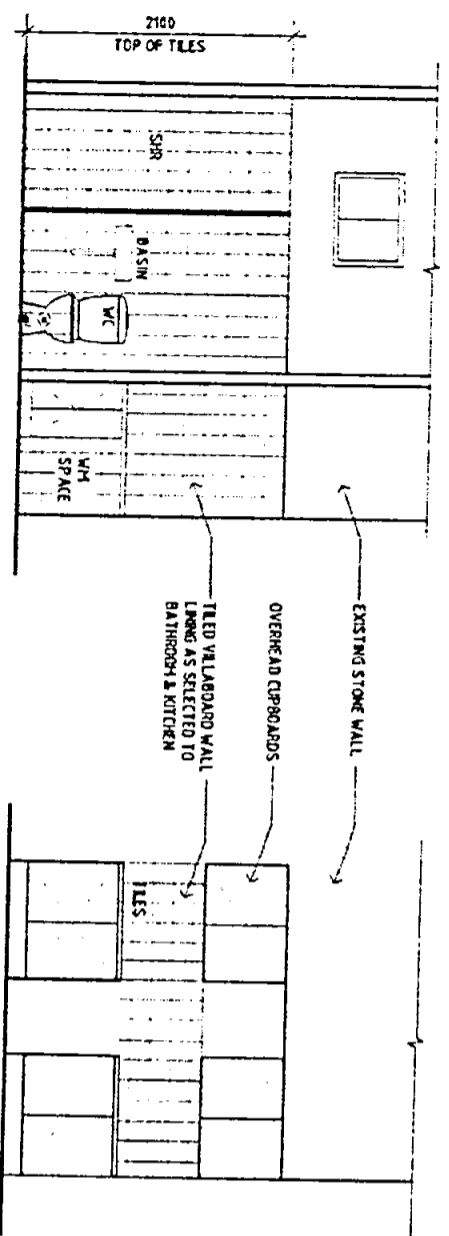 2100
TOP OF TILES
SHR
BASIN
WC
WM
SPACE
EXISTING STONE WALL
OVERHEAD CUPBOARDS
TILED VILLABOARD WALL
LINING AS SELECTED TO
BATHROOM & KITCHEN
TILES